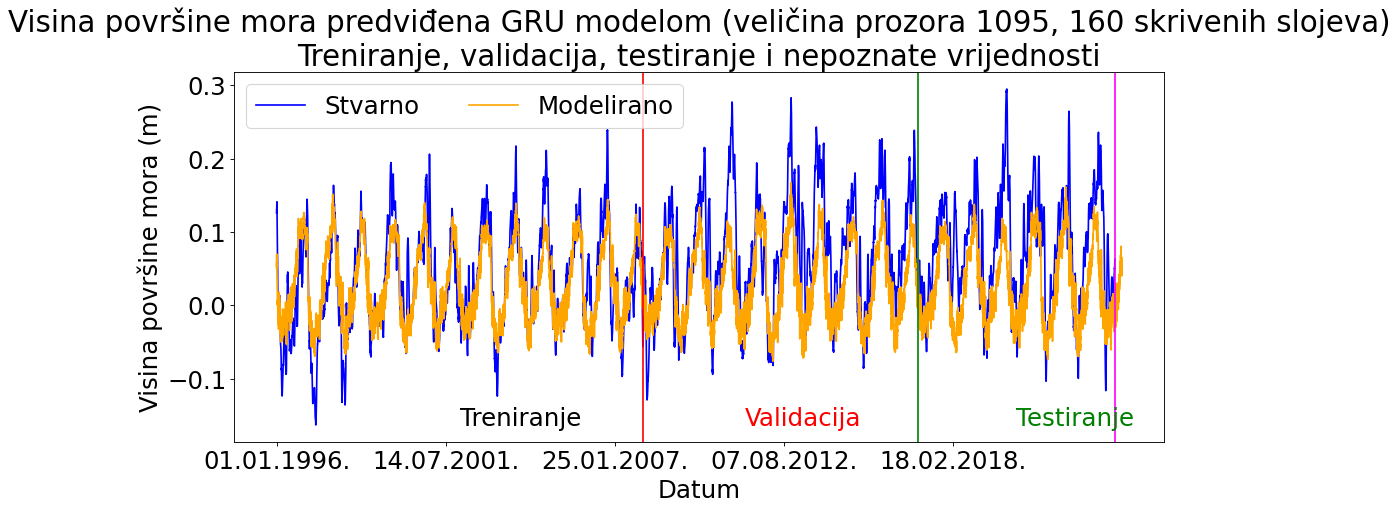 Visina površine mora predviđena GRU modelom (veličina prozora 1095, 160 skrivenih slojeva)
Treniranje, validacija, testiranje i nepoznate vrijednosti
Stvarno
Modelirano
Visina površine mora (m)
0.3
0.2
0.1
0.0
−0.1
Treniranje
Validacija
Testiranje
01.01.1996.
14.07.2001.
25.01.2007.
07.08.2012.
18.02.2018.
Datum